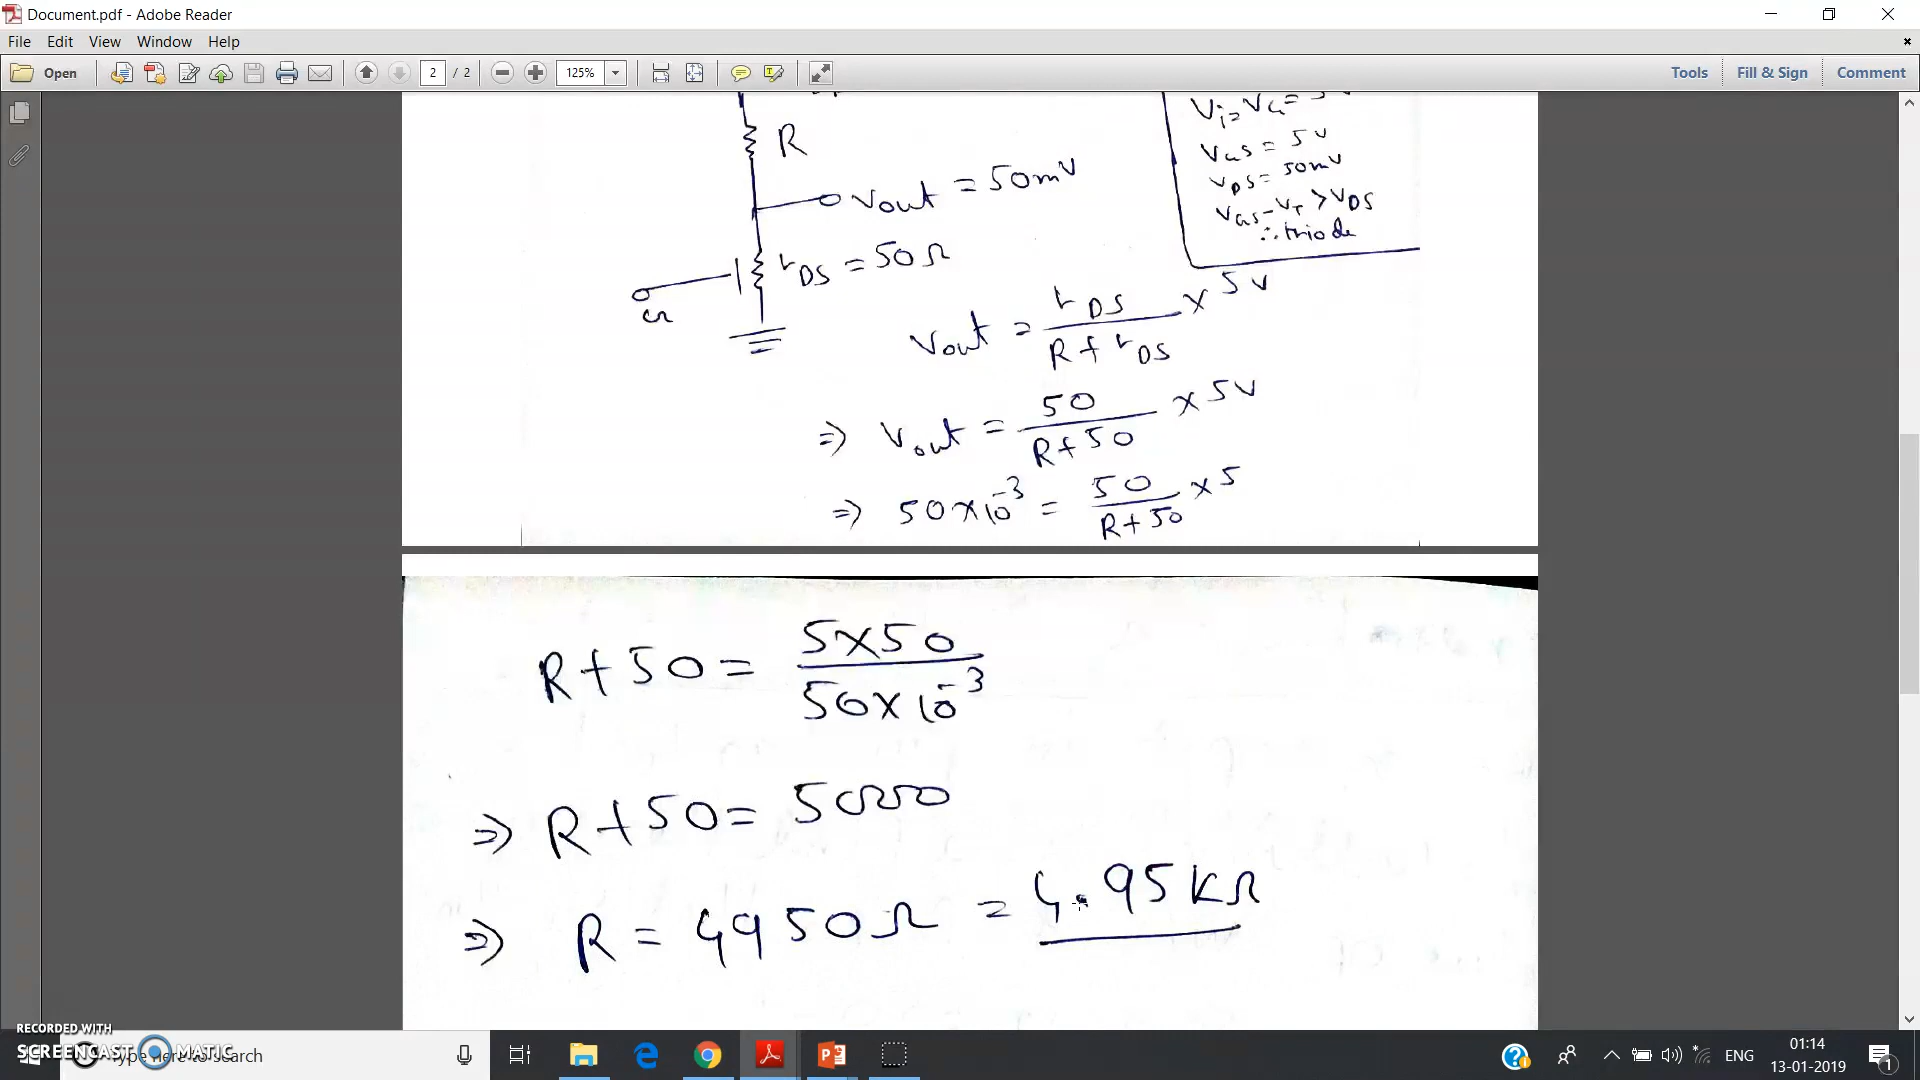 Document.pdf - Adobe Reader
File Edit View Window Help
Open 2 / 2 125% Tools Fill & Sign Comment
R
Vout = 50mV
rDS = 50Ω
G
Vi = VG =
VGS = 5V
VDS = 50mV
VGS - VT > VDS
∴ triode
Vout = rDS / (R + rDS) × 5V
⇒ Vout = 50 / (R + 50) × 5V
⇒ 50 × 10^-3 = 50 / (R + 50) × 5
R + 50 = (5 × 50) / (50 × 10^-3)
⇒ R + 50 = 5000
⇒ R = 4950Ω = 4.95 KΩ
RECORDED WITH
SCREENCAST MATIC
Type here to search
ENG
01:14
13-01-2019
1